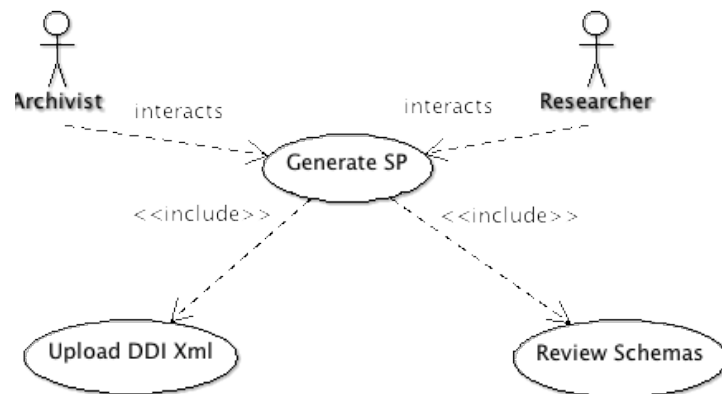 Archivist
Researcher
interacts
interacts
Generate SP
<<include>>
<<include>>
Upload DDI Xml
Review Schemas